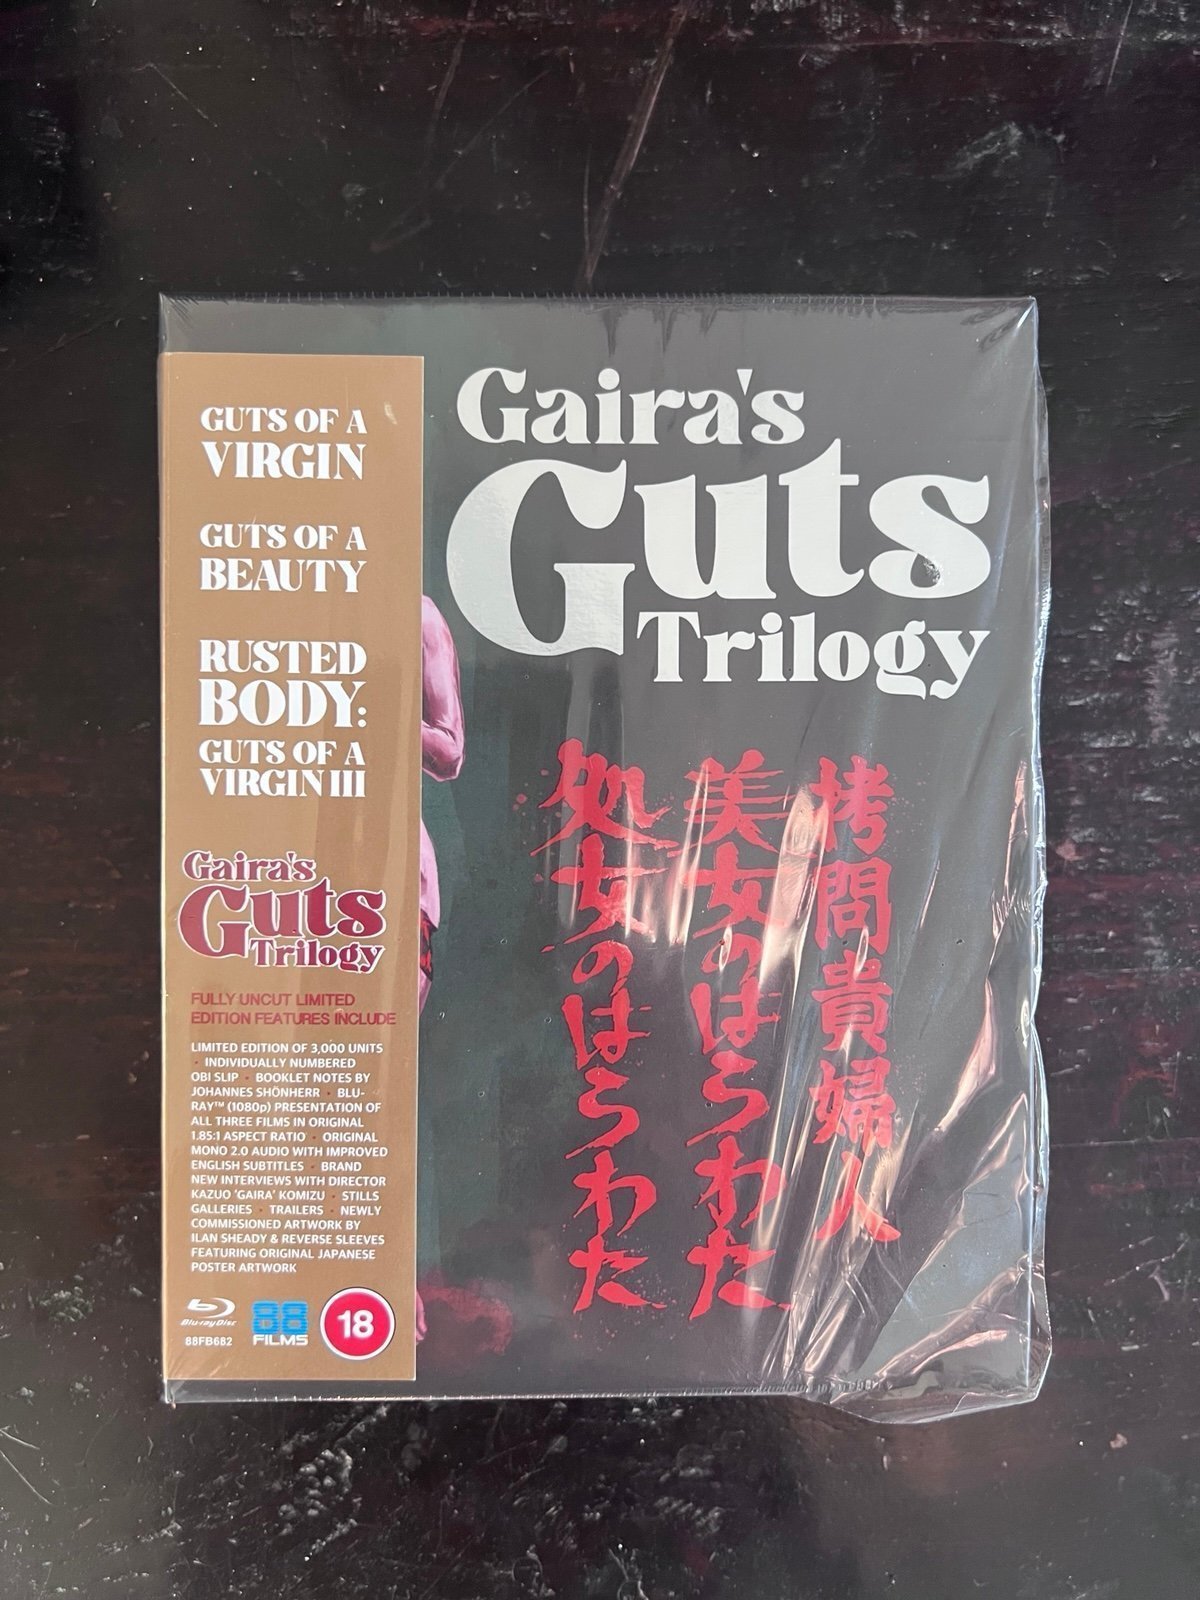 GUTS OF A
VIRGIN
GUTS OF A
BEAUTY
RUSTED
BODY:
GUTS OF A
VIRGIN III
Gaira's
Guts
Trilogy
FULLY UNCUT LIMITED
EDITION FEATURES INCLUDE
LIMITED EDITION OF 3,000 UNITS
• INDIVIDUALLY NUMBERED
OBI SLIP • BOOKLET NOTES BY
JOHANNES SHÖNHERR • BLU-
RAY™ (1080p) PRESENTATION OF
ALL THREE FILMS IN ORIGINAL
1.85:1 ASPECT RATIO • ORIGINAL
MONO 2.0 AUDIO WITH IMPROVED
ENGLISH SUBTITLES • BRAND
NEW INTERVIEWS WITH DIRECTOR
KAZUO 'GAIRA' KOMIZU • STILLS
GALLERIES • TRAILERS • NEWLY
COMMISSIONED ARTWORK BY
ILAN SHEADY & REVERSE SLEEVES
FEATURING ORIGINAL JAPANESE
POSTER ARTWORK
Blu-ray Disc
88FB682
88
FILMS
18
Gaira's
Guts
Trilogy
拷問貴婦人
美女のはらわた
処女のはらわた